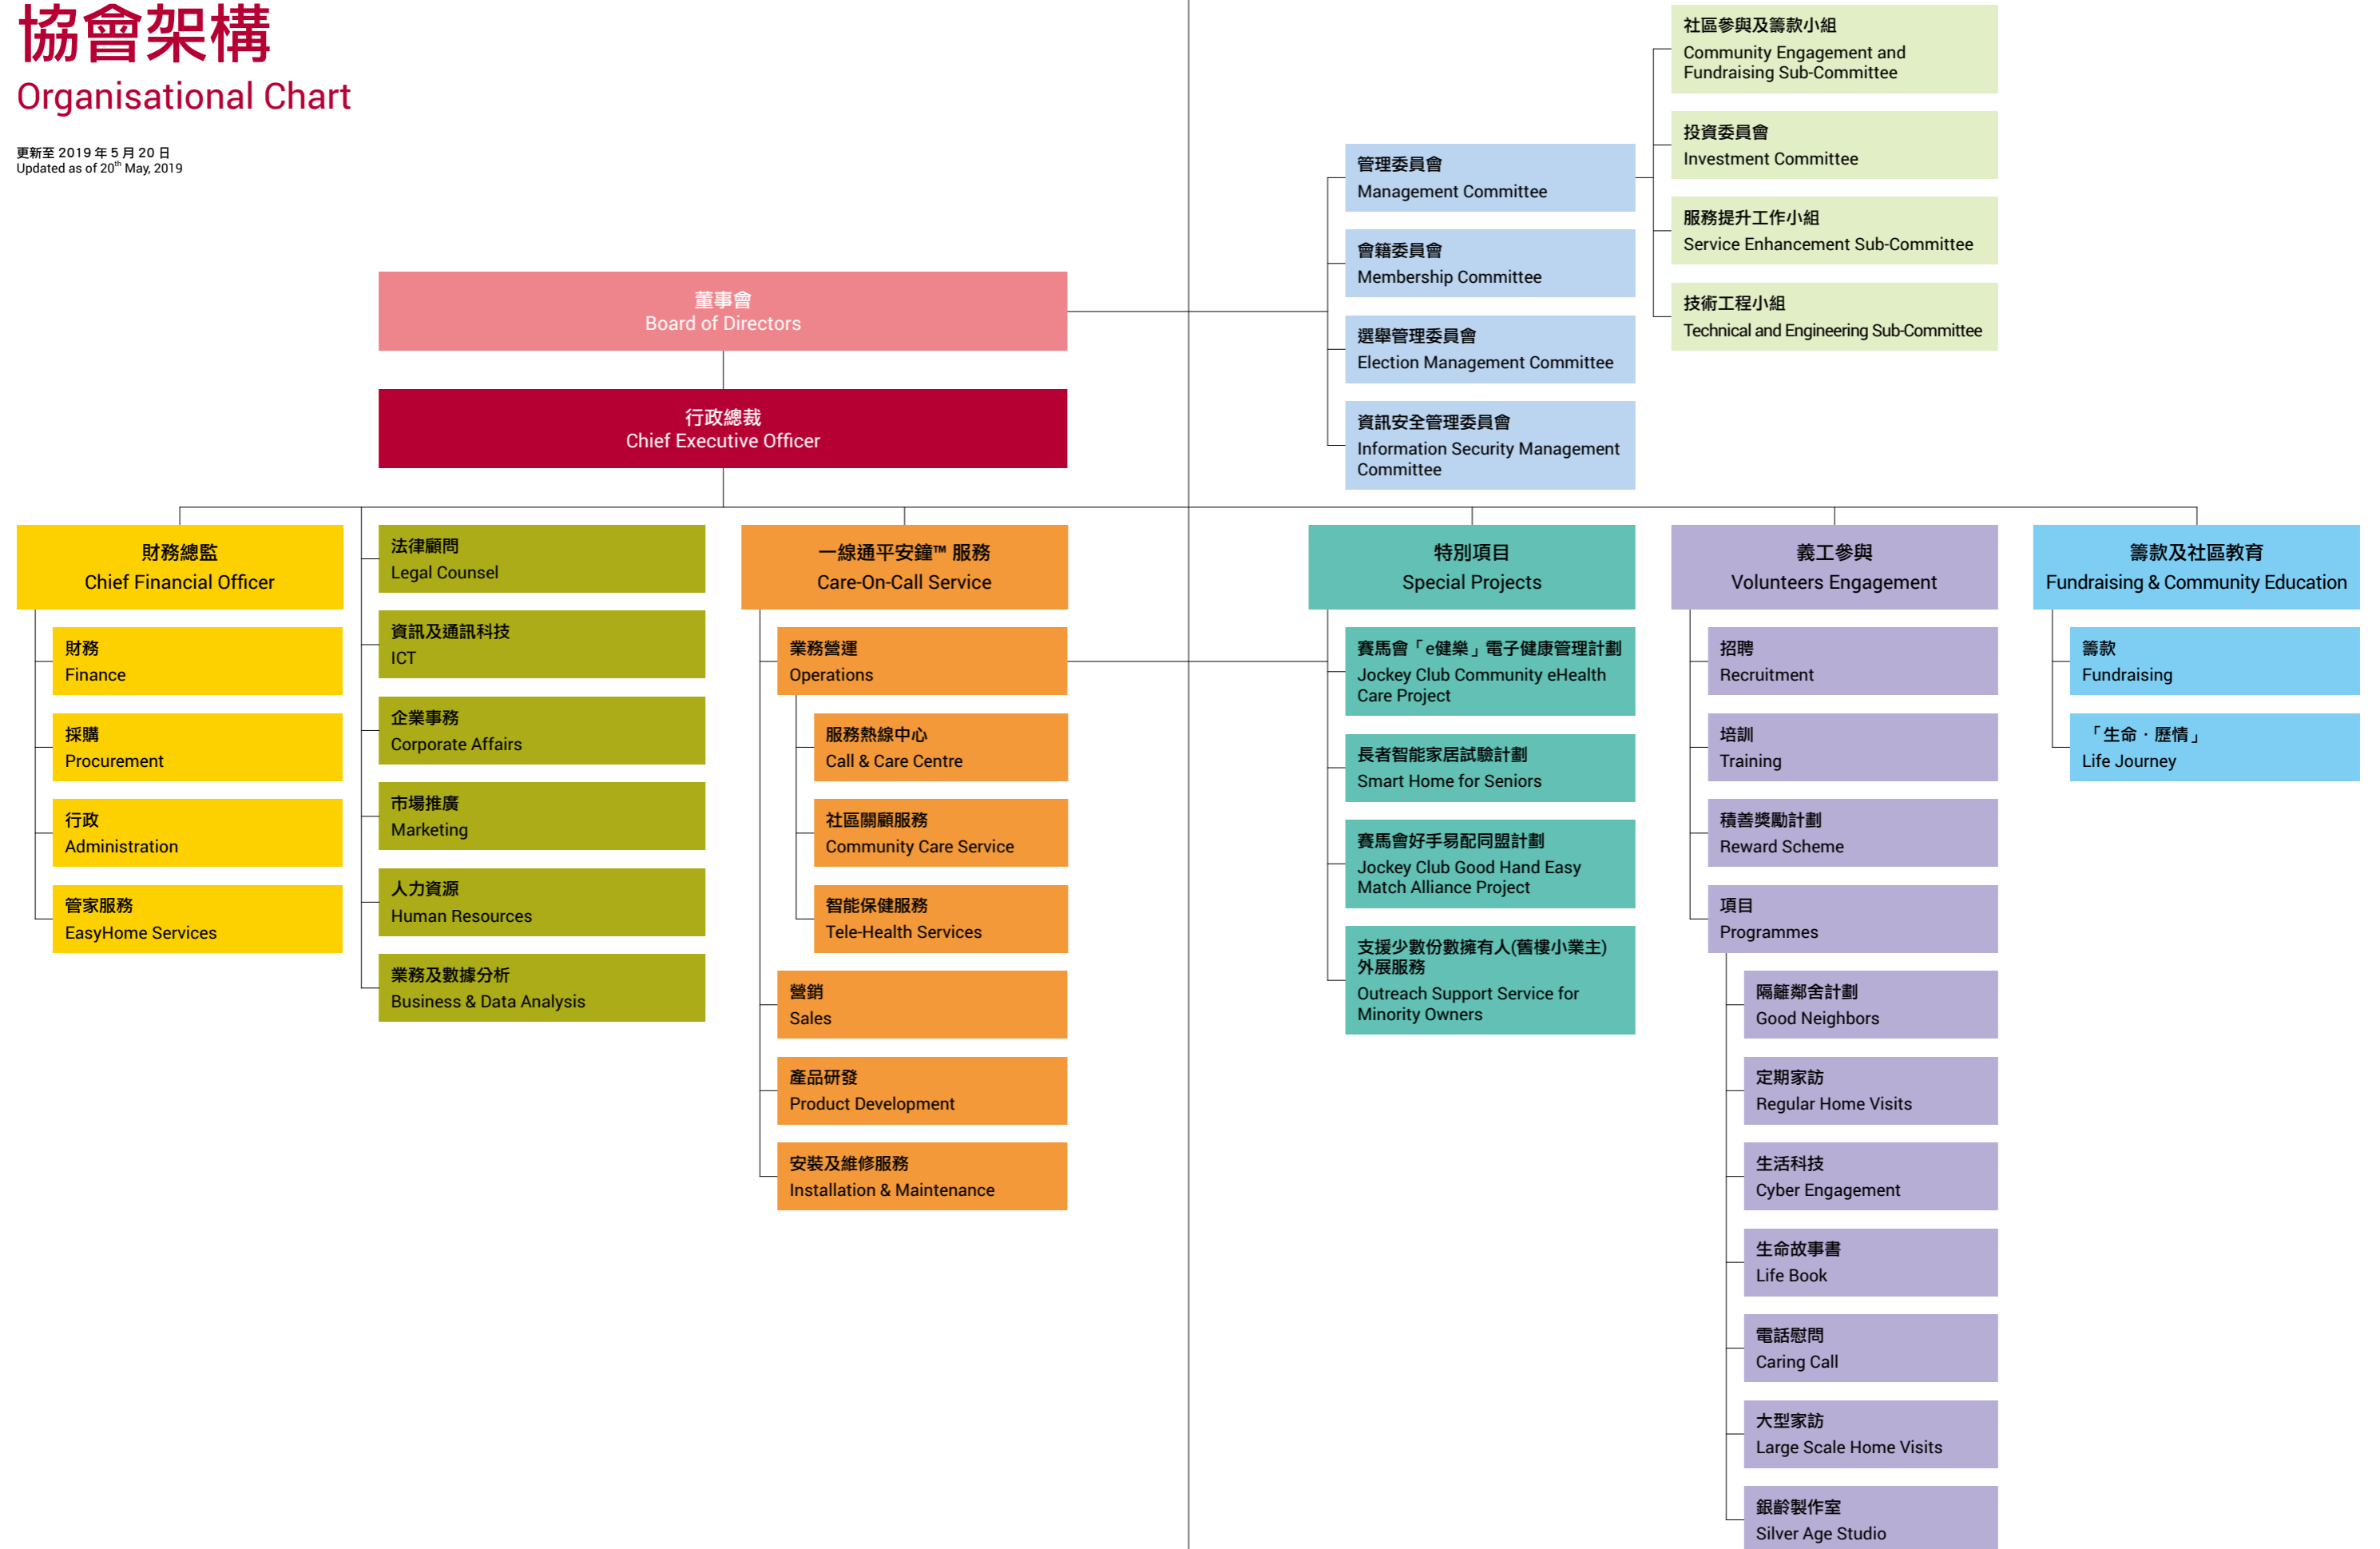 協會架構
Organisational Chart
更新至 2019 年 5 月 20 日
Updated as of 20th May, 2019
董事會
Board of Directors
行政總裁
Chief Executive Officer
管理委員會
Management Committee
會籍委員會
Membership Committee
選舉管理委員會
Election Management Committee
資訊安全管理委員會
Information Security Management
Committee
社區參與及籌款小組
Community Engagement and
Fundraising Sub-Committee
投資委員會
Investment Committee
服務提升工作小組
Service Enhancement Sub-Committee
技術工程小組
Technical and Engineering Sub-Committee
財務總監
Chief Financial Officer
財務
Finance
採購
Procurement
行政
Administration
管家服務
EasyHome Services
法律顧問
Legal Counsel
資訊及通訊科技
ICT
企業事務
Corporate Affairs
市場推廣
Marketing
人力資源
Human Resources
業務及數據分析
Business & Data Analysis
一線通平安鐘™ 服務
Care-On-Call Service
業務營運
Operations
服務熱線中心
Call & Care Centre
社區關顧服務
Community Care Service
智能保健服務
Tele-Health Services
營銷
Sales
產品研發
Product Development
安裝及維修服務
Installation & Maintenance
特別項目
Special Projects
賽馬會「e健樂」電子健康管理計劃
Jockey Club Community eHealth
Care Project
長者智能家居試驗計劃
Smart Home for Seniors
賽馬會好手易配同盟計劃
Jockey Club Good Hand Easy
Match Alliance Project
支援少數份數擁有人(舊樓小業主)
外展服務
Outreach Support Service for
Minority Owners
義工參與
Volunteers Engagement
招聘
Recruitment
培訓
Training
積善獎勵計劃
Reward Scheme
項目
Programmes
隔籬鄰舍計劃
Good Neighbors
定期家訪
Regular Home Visits
生活科技
Cyber Engagement
生命故事書
Life Book
電話慰問
Caring Call
大型家訪
Large Scale Home Visits
銀齡製作室
Silver Age Studio
籌款及社區教育
Fundraising & Community Education
籌款
Fundraising
「生命 · 歷情」
Life Journey